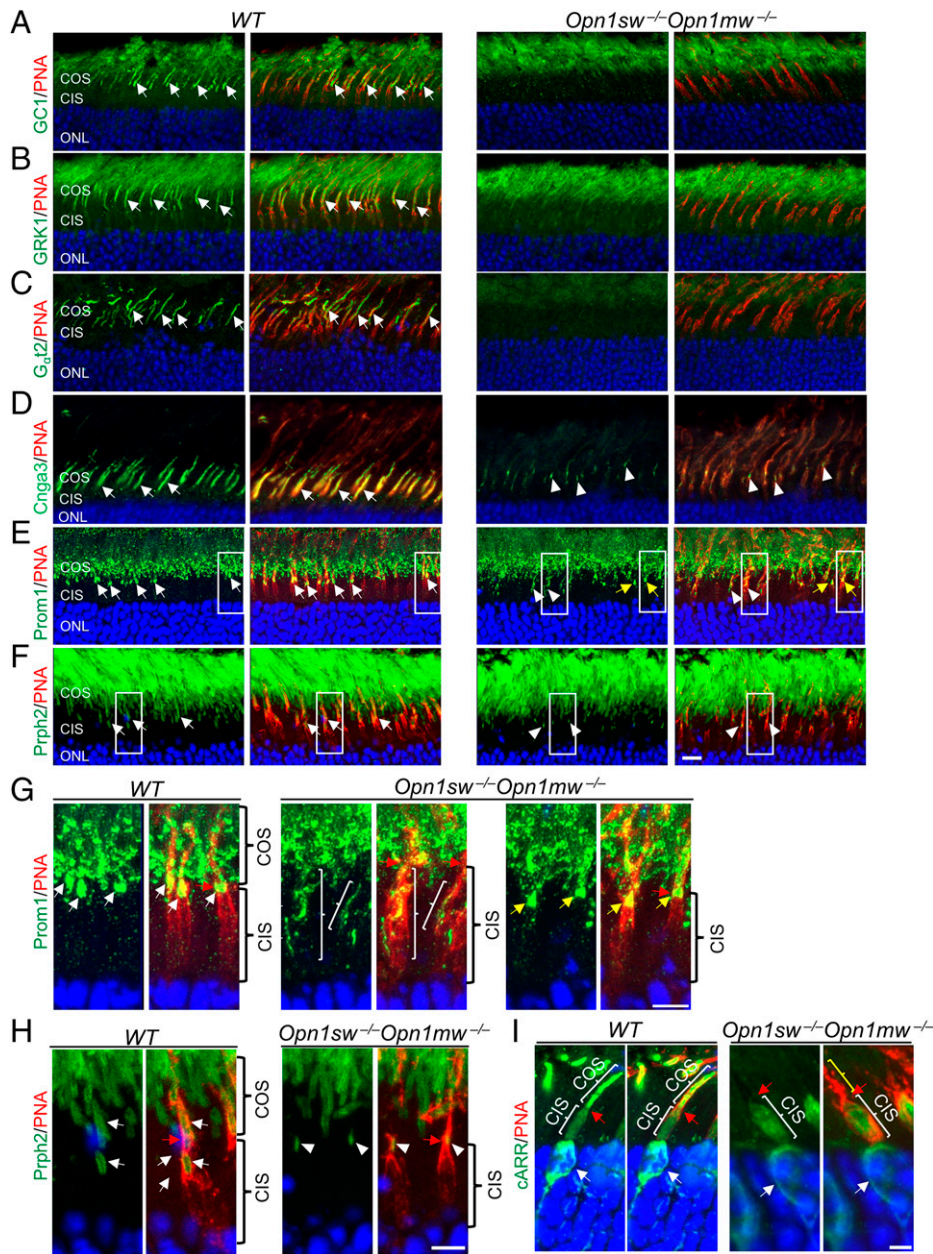 A WT Opn1sw−/−Opn1mw−/−
GC1/PNA COS CIS ONL
B GRK1/PNA COS CIS ONL
C Gαt2/PNA COS CIS ONL
D Cnga3/PNA COS CIS ONL
E Prom1/PNA COS CIS ONL
F Prph2/PNA COS CIS ONL
G WT Opn1sw−/−Opn1mw−/−
Prom1/PNA COS CIS CIS CIS
H WT Opn1sw−/−Opn1mw−/−
Prph2/PNA COS CIS CIS
I WT Opn1sw−/−Opn1mw−/−
cARR/PNA CIS COS CIS COS CIS CIS